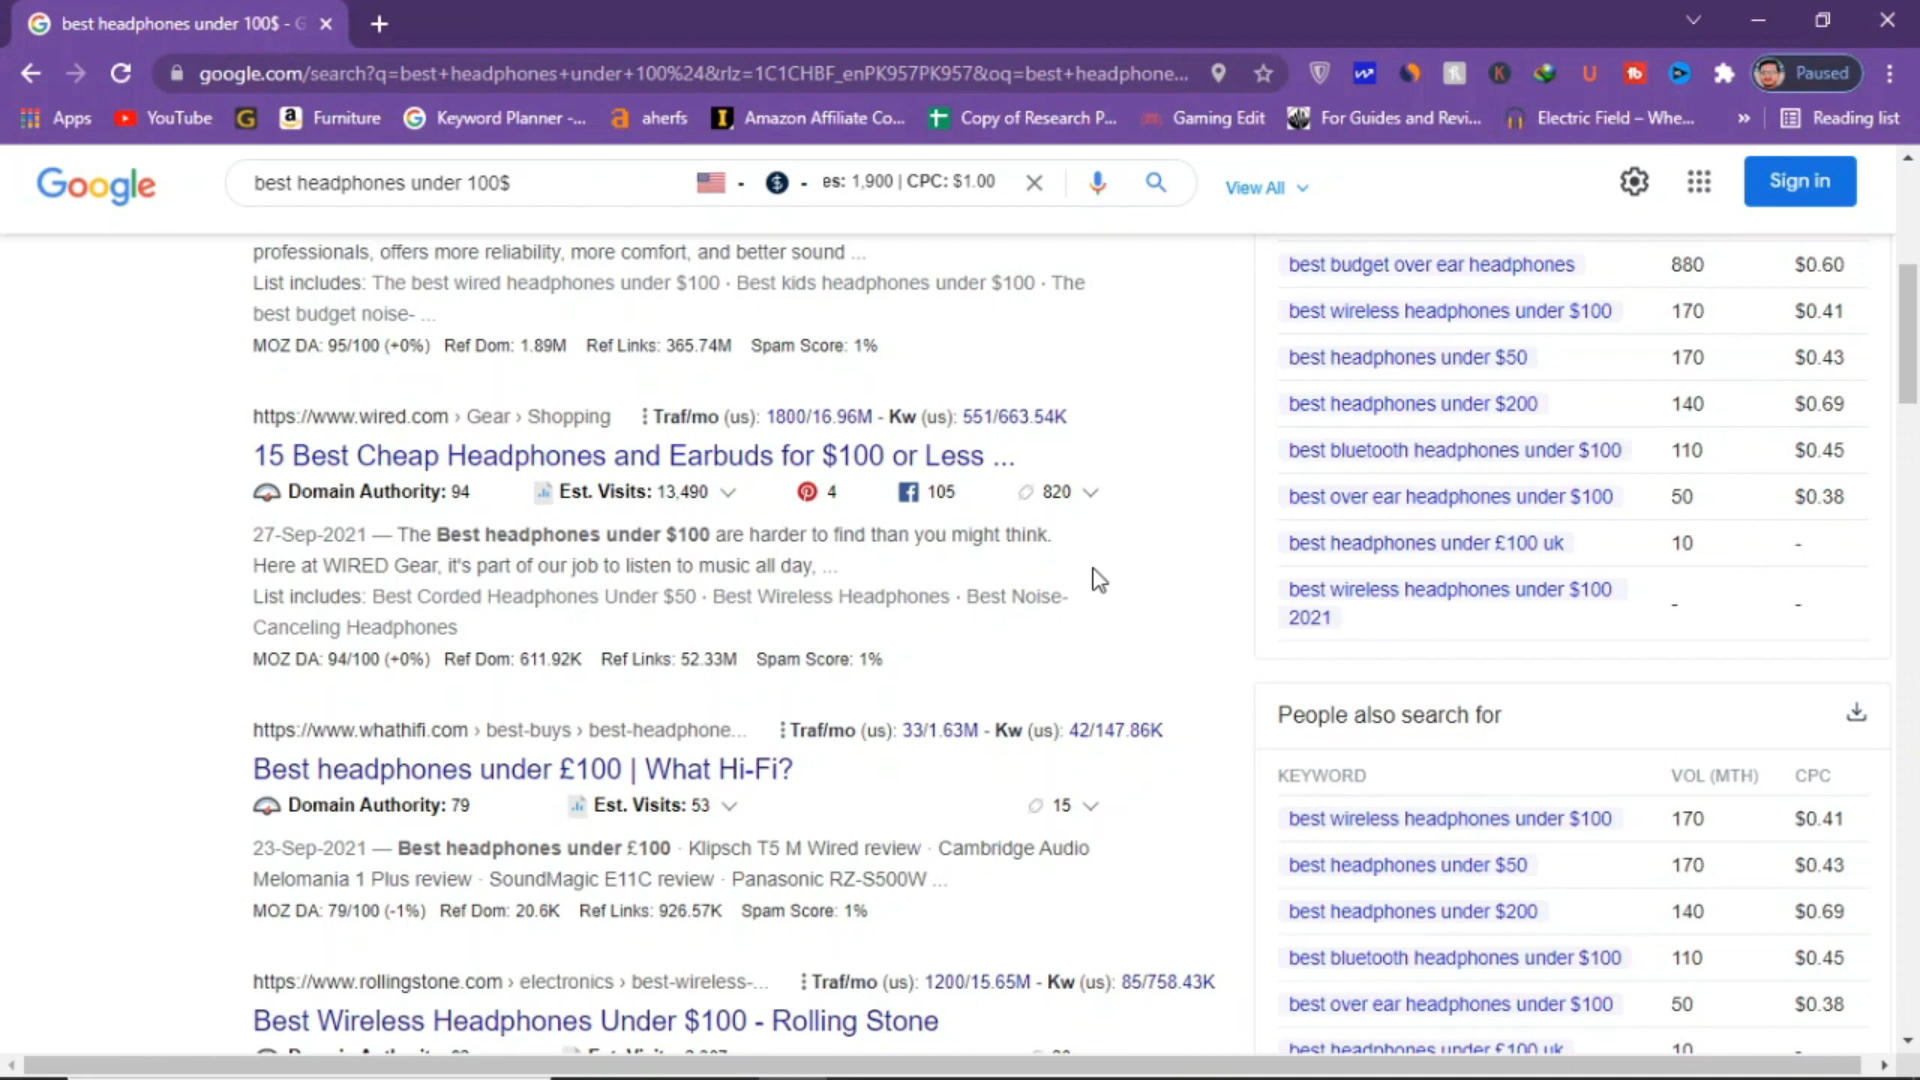 best headphones under 100$ - G
google.com/search?q=best+headphones+under+100%24&rlz=1C1CHBF_enPK957PK957&oq=best+headphone...
Paused
Apps
YouTube
Furniture
Keyword Planner -...
aherfs
Amazon Affiliate Co...
Copy of Research P...
Gaming Edit
For Guides and Revi...
Electric Field – Whe...
»
Reading list
Google
best headphones under 100$
- - es: 1,900 | CPC: $1.00
View All
Sign in
professionals, offers more reliability, more comfort, and better sound ...
List includes: The best wired headphones under $100 · Best kids headphones under $100 · The
best budget noise- ...
MOZ DA: 95/100 (+0%) Ref Dom: 1.89M Ref Links: 365.74M Spam Score: 1%
https://www.wired.com › Gear › Shopping Traf/mo (us): 1800/16.96M - Kw (us): 551/663.54K
15 Best Cheap Headphones and Earbuds for $100 or Less ...
Domain Authority: 94 Est. Visits: 13,490 4 105 820
27-Sep-2021 — The Best headphones under $100 are harder to find than you might think.
Here at WIRED Gear, it's part of our job to listen to music all day, ...
List includes: Best Corded Headphones Under $50 · Best Wireless Headphones · Best Noise-
Canceling Headphones
MOZ DA: 94/100 (+0%) Ref Dom: 611.92K Ref Links: 52.33M Spam Score: 1%
https://www.whathifi.com › best-buys › best-headphone... Traf/mo (us): 33/1.63M - Kw (us): 42/147.86K
Best headphones under £100 | What Hi-Fi?
Domain Authority: 79 Est. Visits: 53 15
23-Sep-2021 — Best headphones under £100 · Klipsch T5 M Wired review · Cambridge Audio
Melomania 1 Plus review · SoundMagic E11C review · Panasonic RZ-S500W ...
MOZ DA: 79/100 (-1%) Ref Dom: 20.6K Ref Links: 926.57K Spam Score: 1%
https://www.rollingstone.com › electronics › best-wireless-... Traf/mo (us): 1200/15.65M - Kw (us): 85/758.43K
Best Wireless Headphones Under $100 - Rolling Stone
best budget over ear headphones 880 $0.60
best wireless headphones under $100 170 $0.41
best headphones under $50 170 $0.43
best headphones under $200 140 $0.69
best bluetooth headphones under $100 110 $0.45
best over ear headphones under $100 50 $0.38
best headphones under £100 uk 10 -
best wireless headphones under $100
2021 - -
People also search for
KEYWORD VOL (MTH) CPC
best wireless headphones under $100 170 $0.41
best headphones under $50 170 $0.43
best headphones under $200 140 $0.69
best bluetooth headphones under $100 110 $0.45
best over ear headphones under $100 50 $0.38
best headphones under £100 uk 10 -